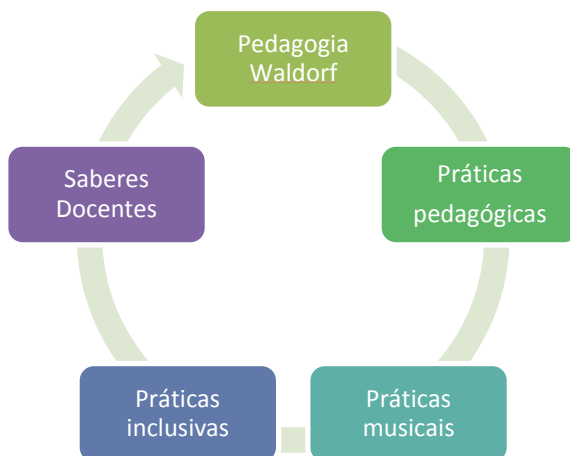 Pedagogia
Waldorf
Práticas
pedagógicas
Práticas
musicais
Práticas
inclusivas
Saberes
Docentes